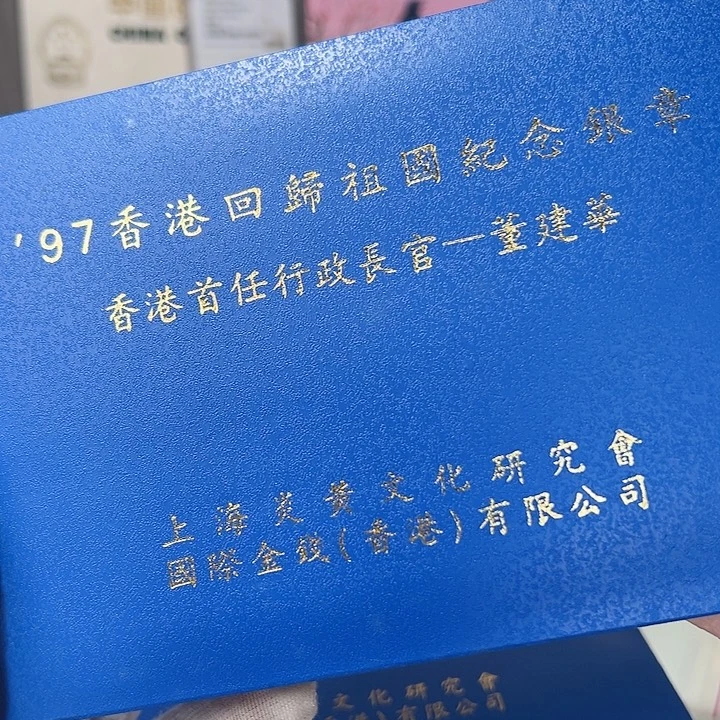 CHINA
'97香港回歸祖國紀念銀章
香港首任行政長官—董建華
上海炎黃文化研究會
國際金錢(香港)有限公司
文化研究會
港)有限公司